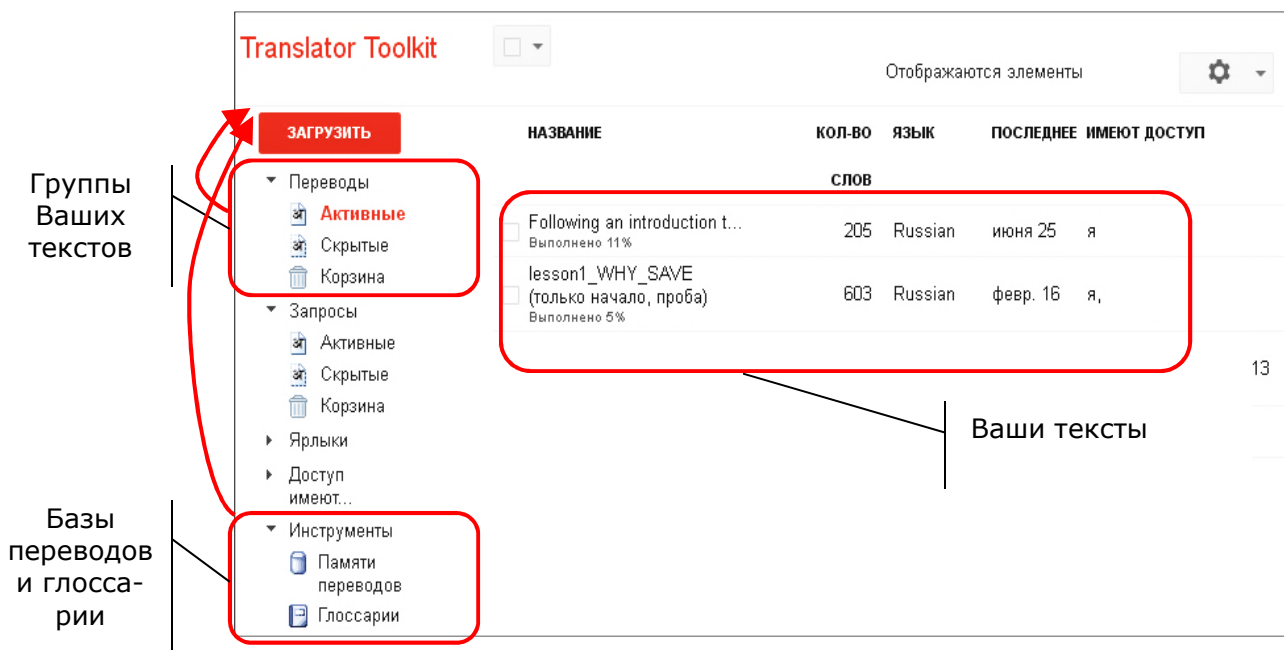 Translator Toolkit
Отображаются элементы
ЗАГРУЗИТЬ
НАЗВАНИЕ
КОЛ-ВО СЛОВ
ЯЗЫК
ПОСЛЕДНЕЕ
ИМЕЮТ ДОСТУП
Группы
Ваших
текстов
Переводы
Активные
Скрытые
Корзина
Following an introduction t... 205 Russian июня 25 я
Выполнено 11%
lesson1_WHY_SAVE
(только начало, проба) 603 Russian февр. 16 я,
Выполнено 5%
13
Запросы
Активные
Скрытые
Корзина
Ярлыки
Доступ
имеют...
Ваши тексты
Базы
переводов
и глосса-
рии
Инструменты
Памяти
переводов
Глоссарии